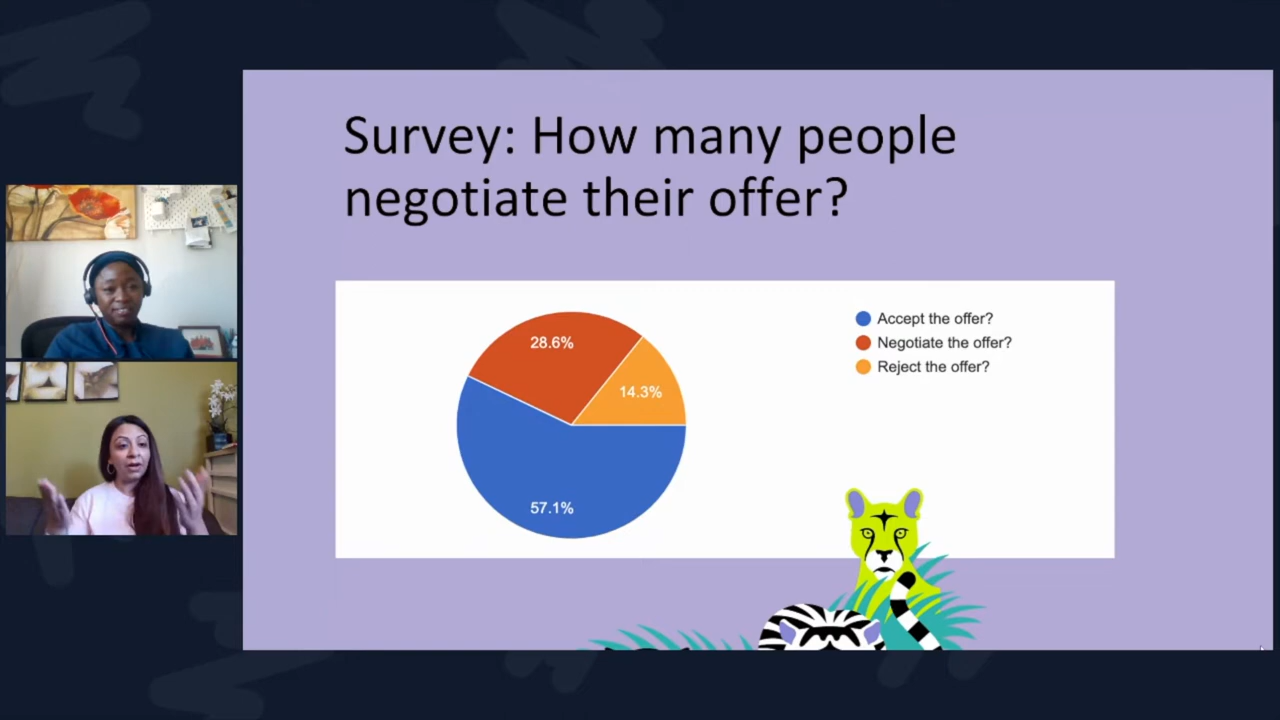 Survey: How many people
negotiate their offer?
28.6%
14.3%
57.1%
Accept the offer?
Negotiate the offer?
Reject the offer?